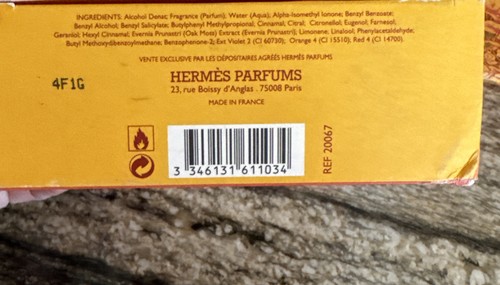 INGREDIENTS: Alcohol Denat; Fragrance (Parfum); Water (Aqua); Alpha-Isomethyl Ionone; Benzyl Benzoate;
Benzyl Alcohol; Benzyl Salicylate; Butylphenyl Methylpropional; Cinnamal; Citral; Citronellol; Eugenol; Farnesol;
Geraniol; Hexyl Cinnamal; Evernia Prunastri (Oak Moss) Extract (Evernia Prunastri); Limonene; Linalool; Phenylacetaldehyde;
Butyl Methoxydibenzoylmethane; Benzophenone-2; Ext Violet 2 (CI 60730); Orange 4 (CI 15510); Red 4 (CI 14700).
VENTE EXCLUSIVE PAR LES DÉPOSITAIRES AGRÉÉS HERMÈS PARFUMS
4F1G
HERMÈS PARFUMS
23, rue Boissy d'Anglas . 75008 Paris
MADE IN FRANCE
REF 20067
3 346131 611034